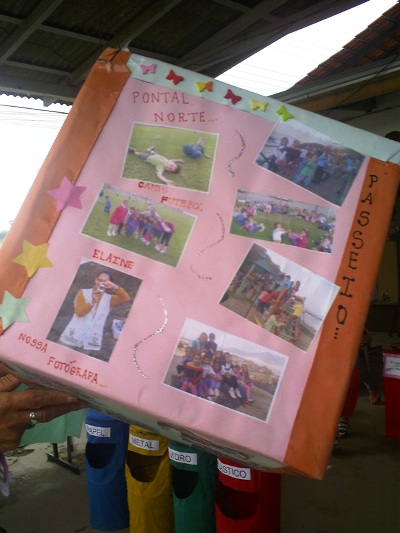 PONTAL
NORTE...
CAMPO
FUTEBOL
ELAINE
NOSSA
FOTÓGRAFA...
PASSEIO...
PAPEL
METAL
VIDRO
PLÁSTICO